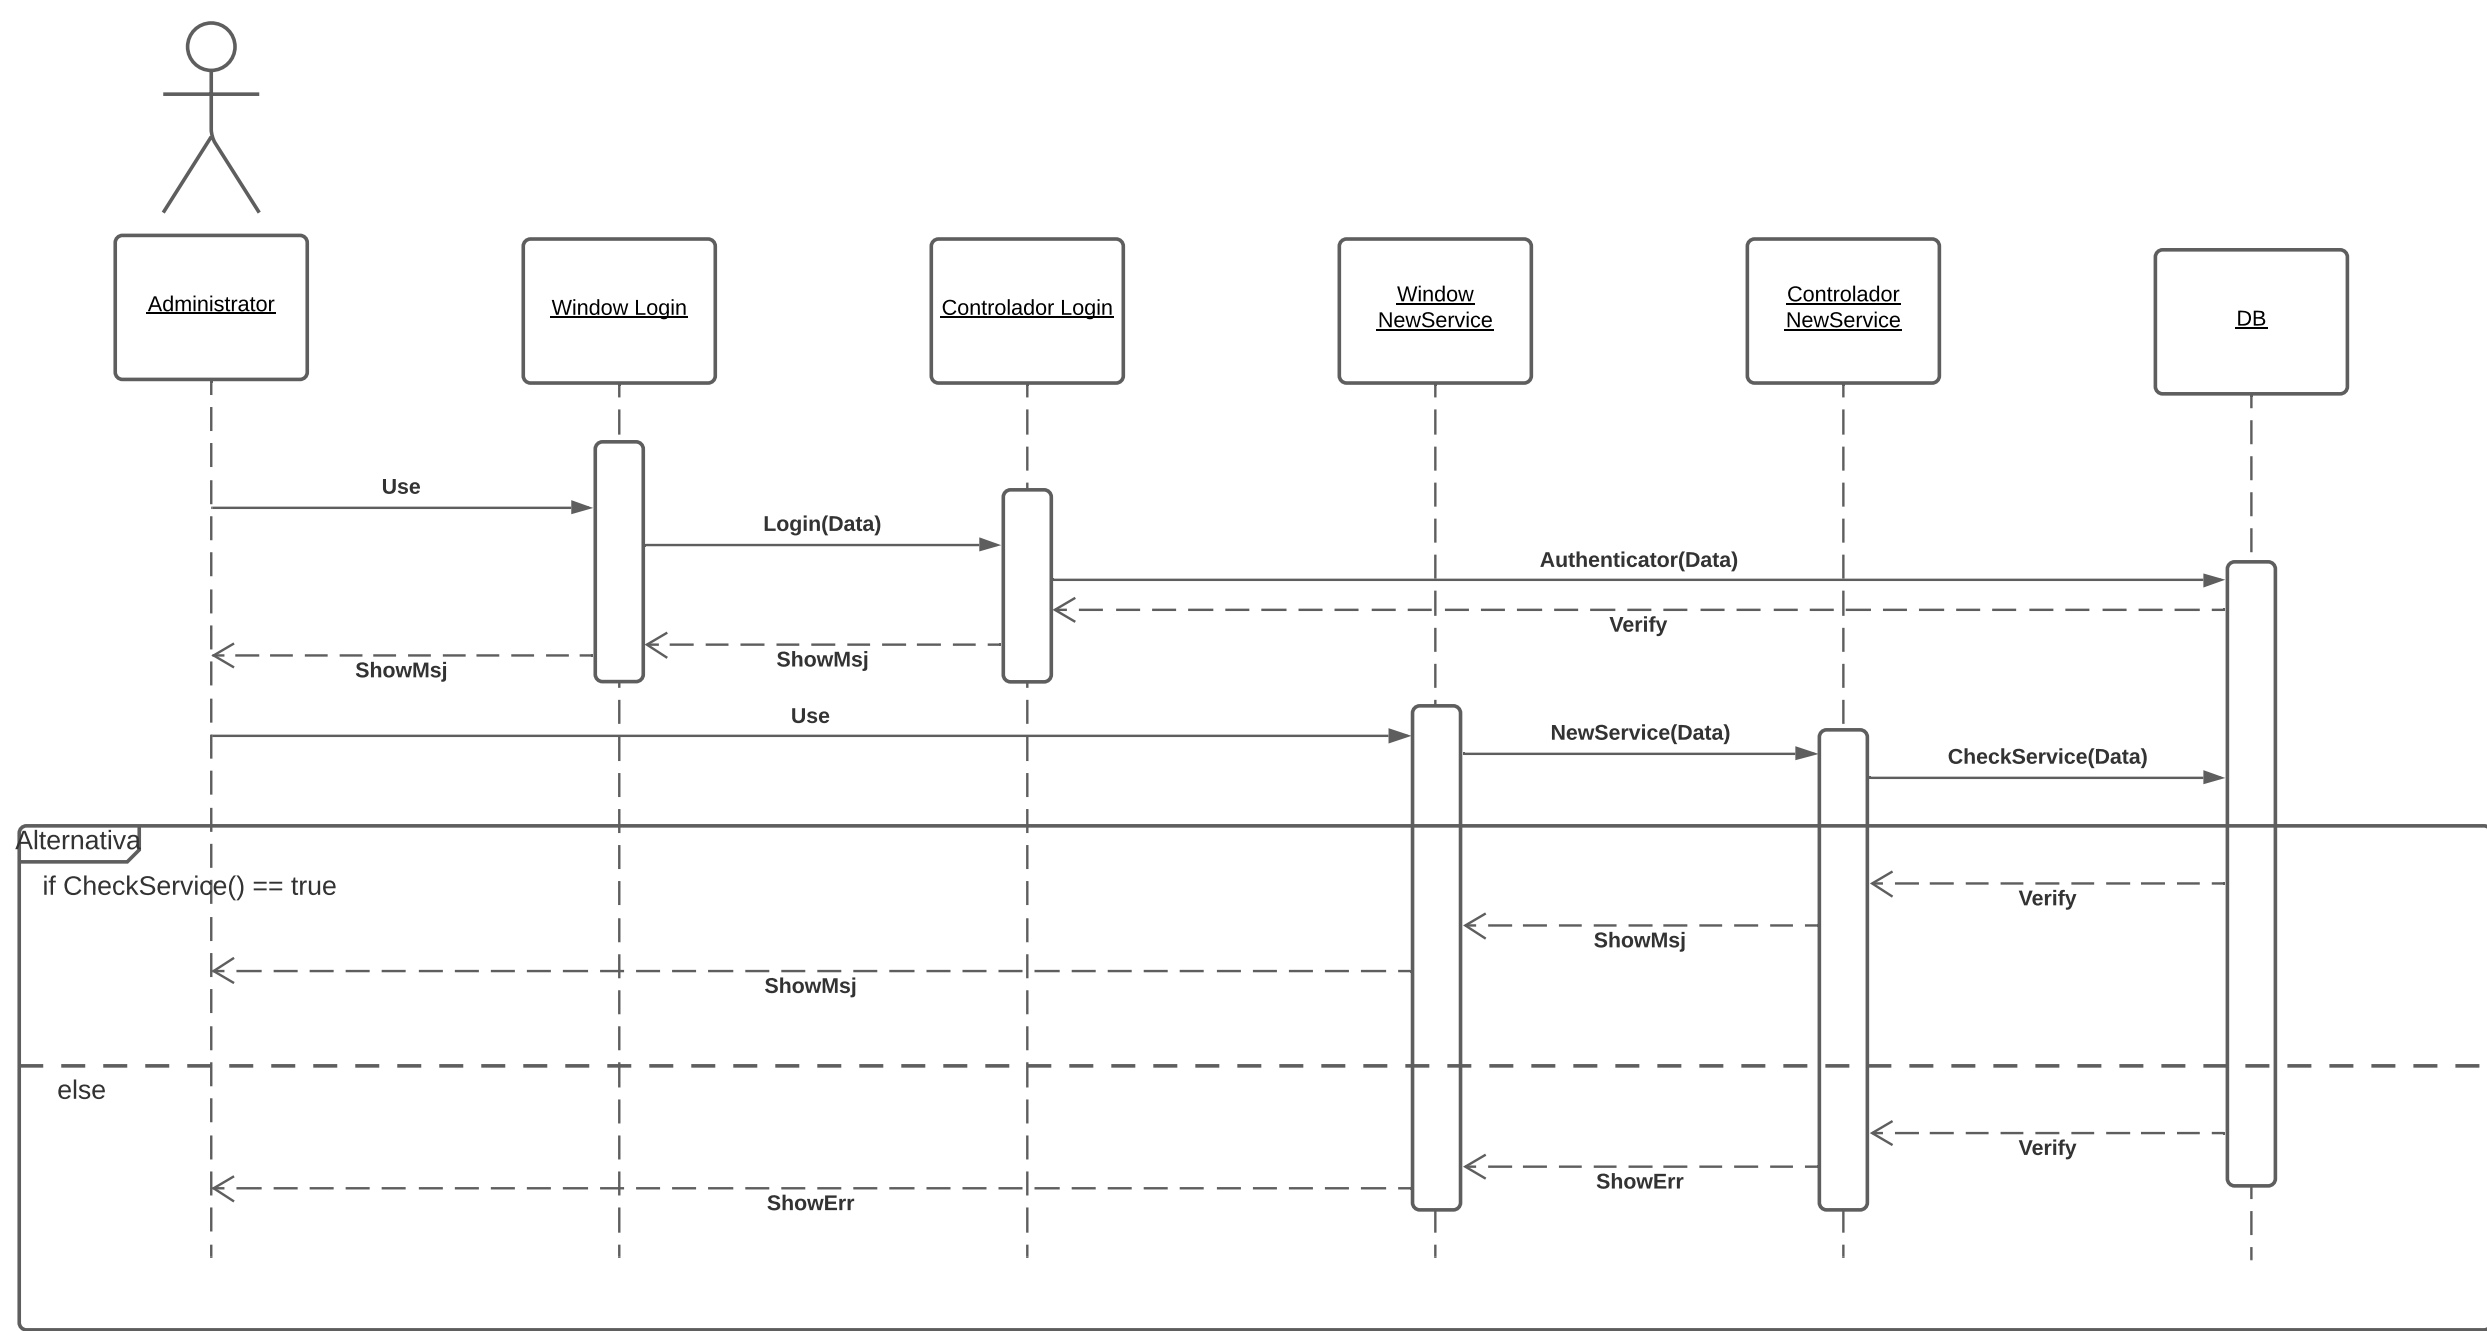 Administrator
Window Login
Controlador Login
Window
NewService
Controlador
NewService
DB
Use
Login(Data)
Authenticator(Data)
Verify
ShowMsj
ShowMsj
Use
NewService(Data)
CheckService(Data)
Alternativa
if CheckService() == true
Verify
ShowMsj
ShowMsj
else
Verify
ShowErr
ShowErr